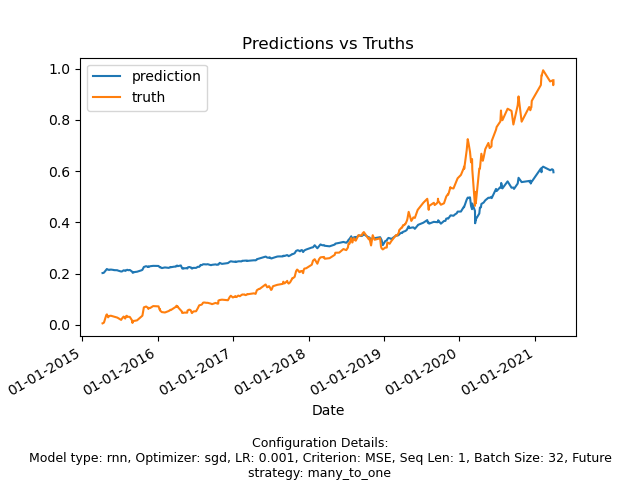 Predictions vs Truths
prediction
truth
1.0
0.8
0.6
0.4
0.2
0.0
01-01-2015
01-01-2016
01-01-2017
01-01-2018
01-01-2019
01-01-2020
01-01-2021
Date
Configuration Details:
Model type: rnn, Optimizer: sgd, LR: 0.001, Criterion: MSE, Seq Len: 1, Batch Size: 32, Future
strategy: many_to_one